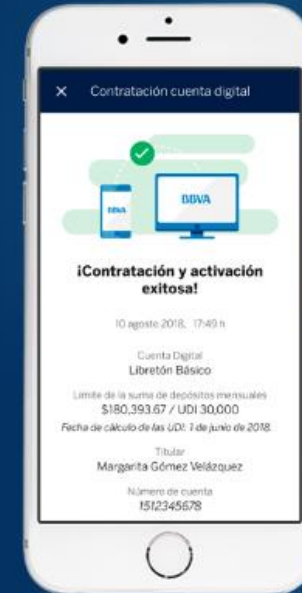 Contratación cuenta digital
BBVA
BBVA
¡Contratación y activación
exitosa!
10 agosto 2018, 17:49 h
Cuenta Digital
Libretón Básico
Límite de la suma de depósitos mensuales
$180,393.67 / UDI 30,000
Fecha de cálculo de las UDI: 1 de junio de 2018.
Titular
Margarita Gómez Velázquez
Número de cuenta
1512345678